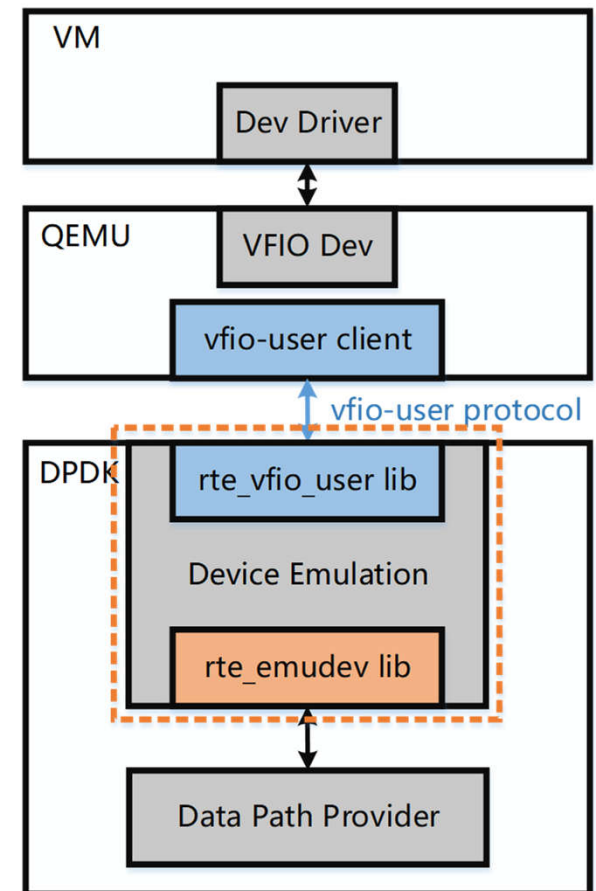 VM
Dev Driver
QEMU
VFIO Dev
vfio-user client
vfio-user protocol
DPDK
rte_vfio_user lib
Device Emulation
rte_emudev lib
Data Path Provider